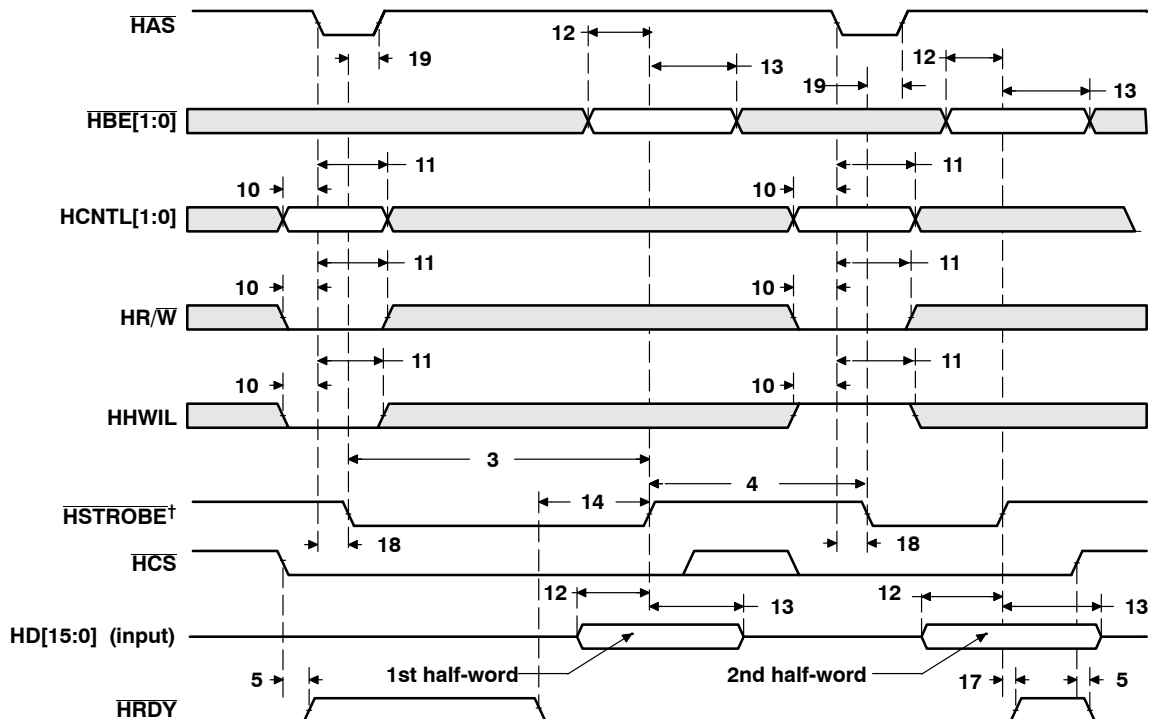 HAS
12
19
13
12
19
13
HBE[1:0]
11
11
10
10
HCNTL[1:0]
11
11
10
10
HR/W
11
11
10
10
HHWIL
3
4
14
HSTROBE†
18
18
HCS
12
13
12
13
HD[15:0] (input)
1st half-word
2nd half-word
5
17
5
HRDY